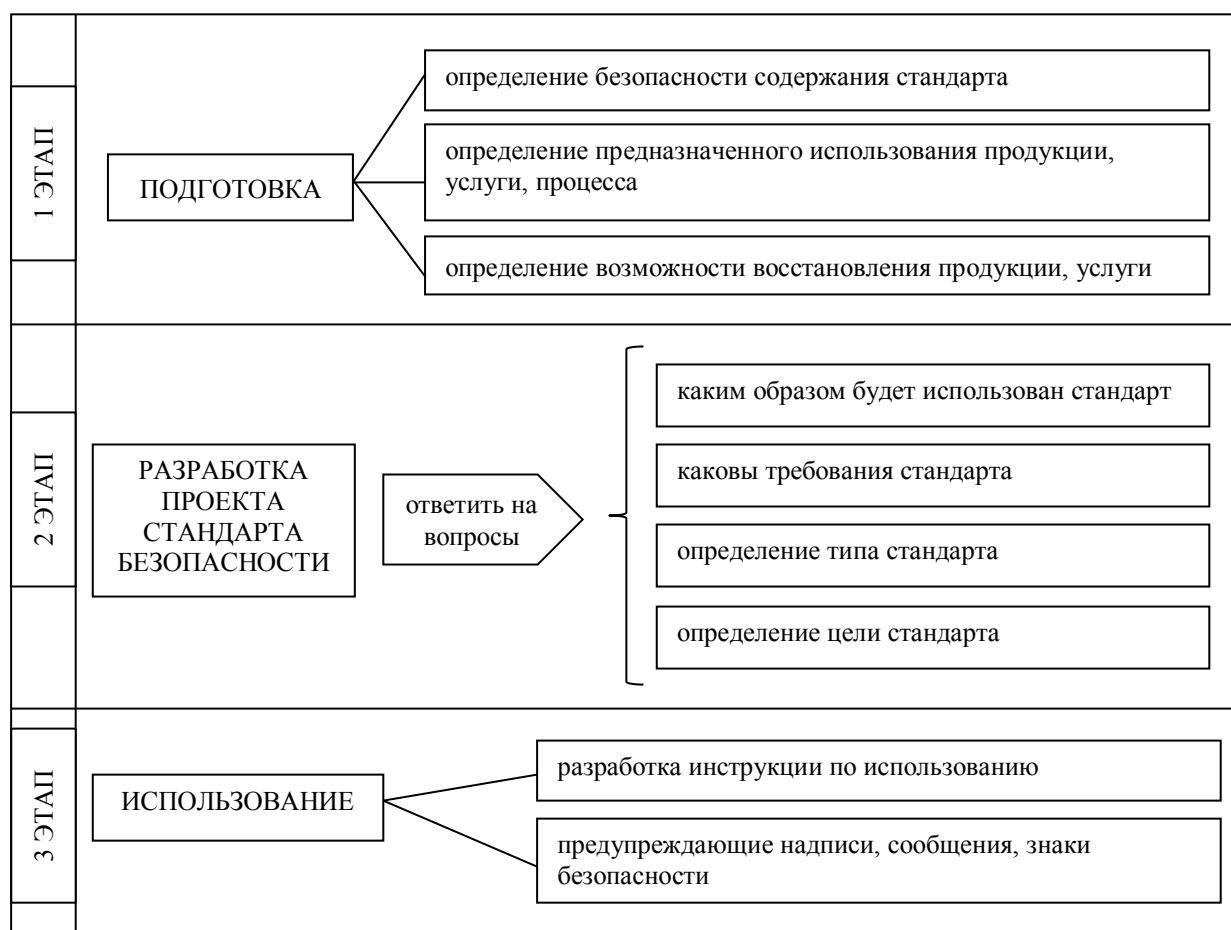 1 ЭТАП
ПОДГОТОВКА
определение безопасности содержания стандарта
определение предназначенного использования продукции,
услуги, процесса
определение возможности восстановления продукции, услуги
2 ЭТАП
РАЗРАБОТКА
ПРОЕКТА
СТАНДАРТА
БЕЗОПАСНОСТИ
ответить на
вопросы
каким образом будет использован стандарт
каковы требования стандарта
определение типа стандарта
определение цели стандарта
3 ЭТАП
ИСПОЛЬЗОВАНИЕ
разработка инструкции по использованию
предупреждающие надписи, сообщения, знаки
безопасности